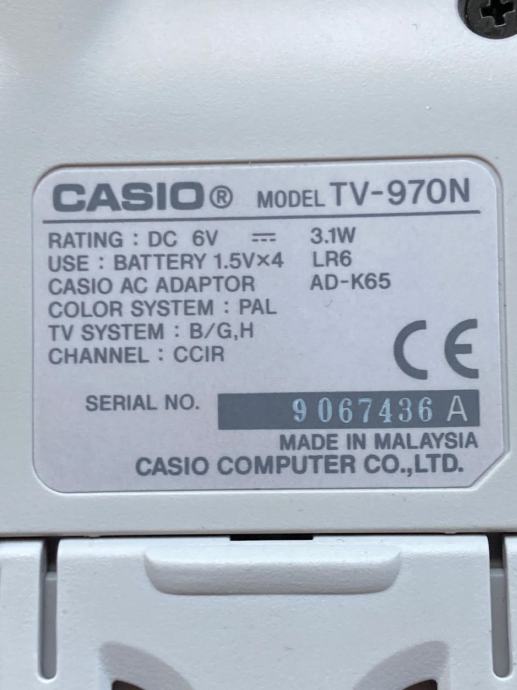 CASIO® MODEL TV-970N
RATING : DC 6V ⎓ 3.1W
USE : BATTERY 1.5V×4 LR6
CASIO AC ADAPTOR AD-K65
COLOR SYSTEM : PAL
TV SYSTEM : B/G,H
CHANNEL : CCIR
CE
SERIAL NO. 9067436 A
MADE IN MALAYSIA
CASIO COMPUTER CO.,LTD.